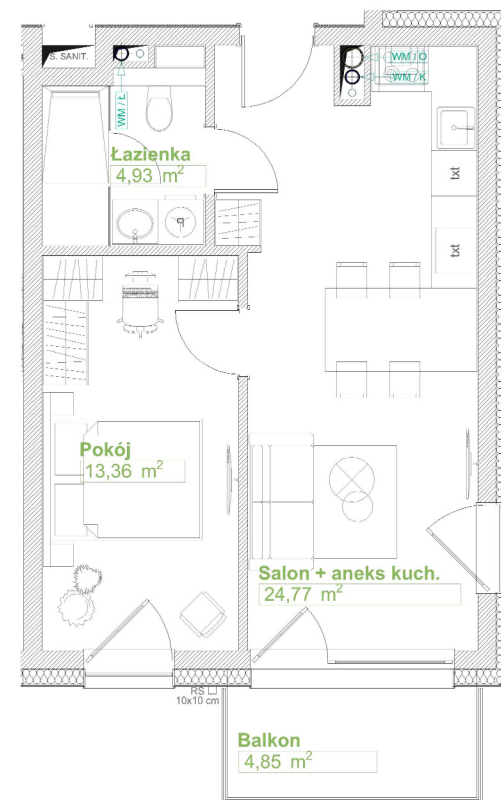 S. SANIT.
WM / Ł
WM / O
WM / K
Łazienka
4,93 m²
txt
txt
Pokój
13,36 m²
Salon + aneks kuch.
24,77 m²
RS
10x10 cm
Balkon
4,85 m²